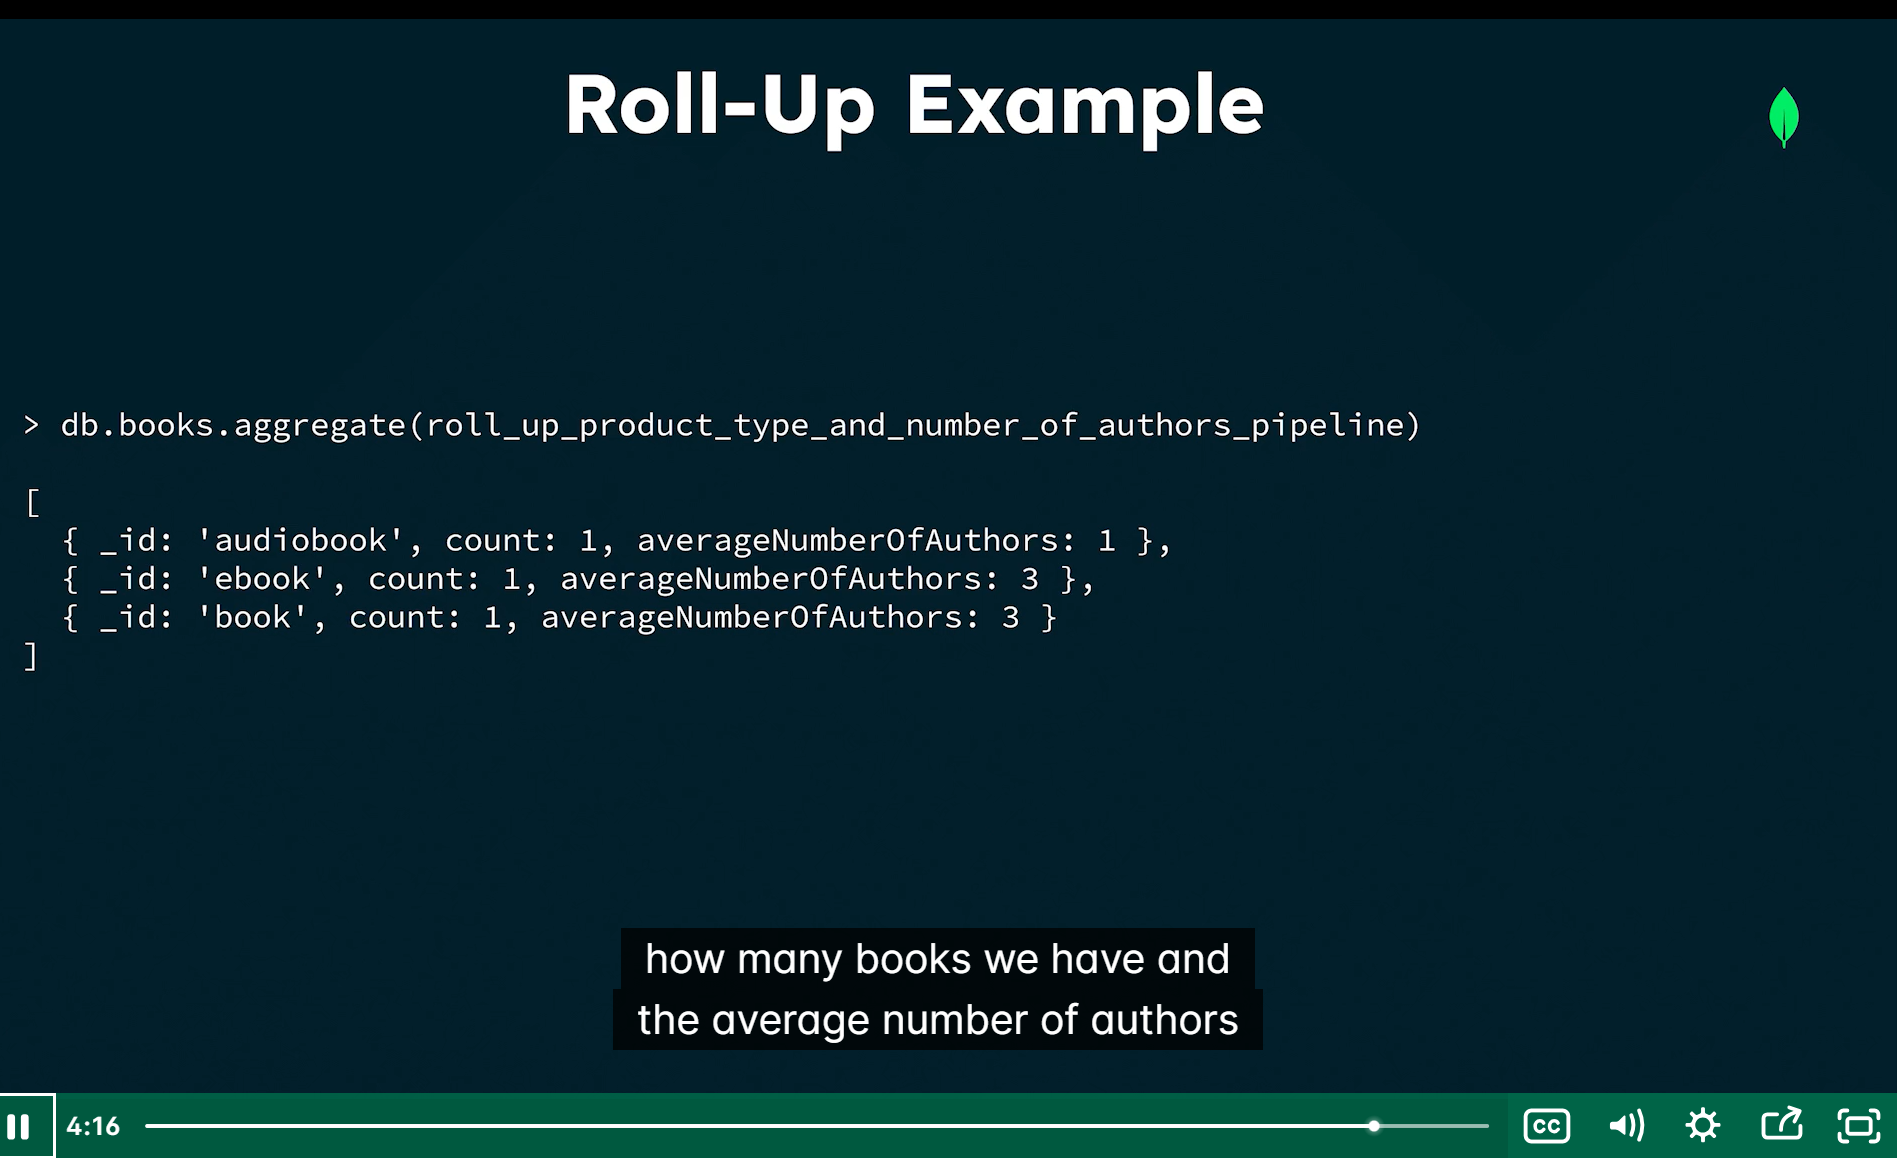 Roll-Up Example
> db.books.aggregate(roll_up_product_type_and_number_of_authors_pipeline)
[
  { _id: 'audiobook', count: 1, averageNumberOfAuthors: 1 },
  { _id: 'ebook', count: 1, averageNumberOfAuthors: 3 },
  { _id: 'book', count: 1, averageNumberOfAuthors: 3 }
]
how many books we have and
the average number of authors
4:16
CC